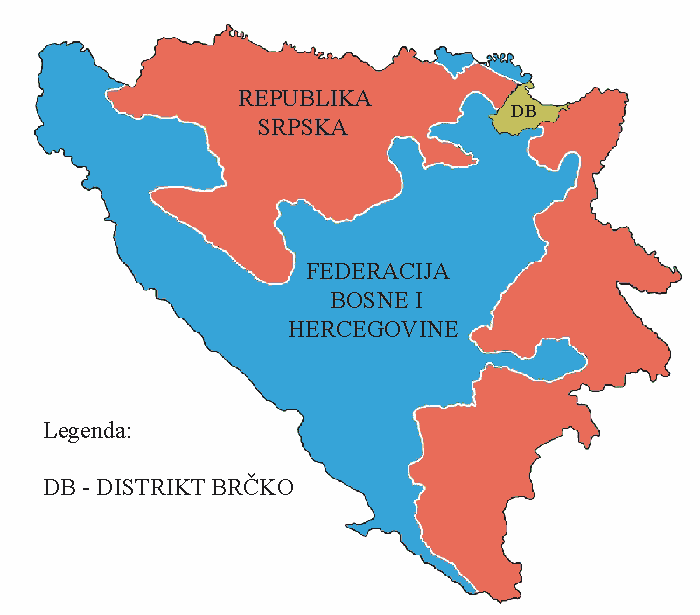 REPUBLIKA
SRPSKA
DB
FEDERACIJA
BOSNE I
HERCEGOVINE
Legenda:
DB - DISTRIKT BRČKO